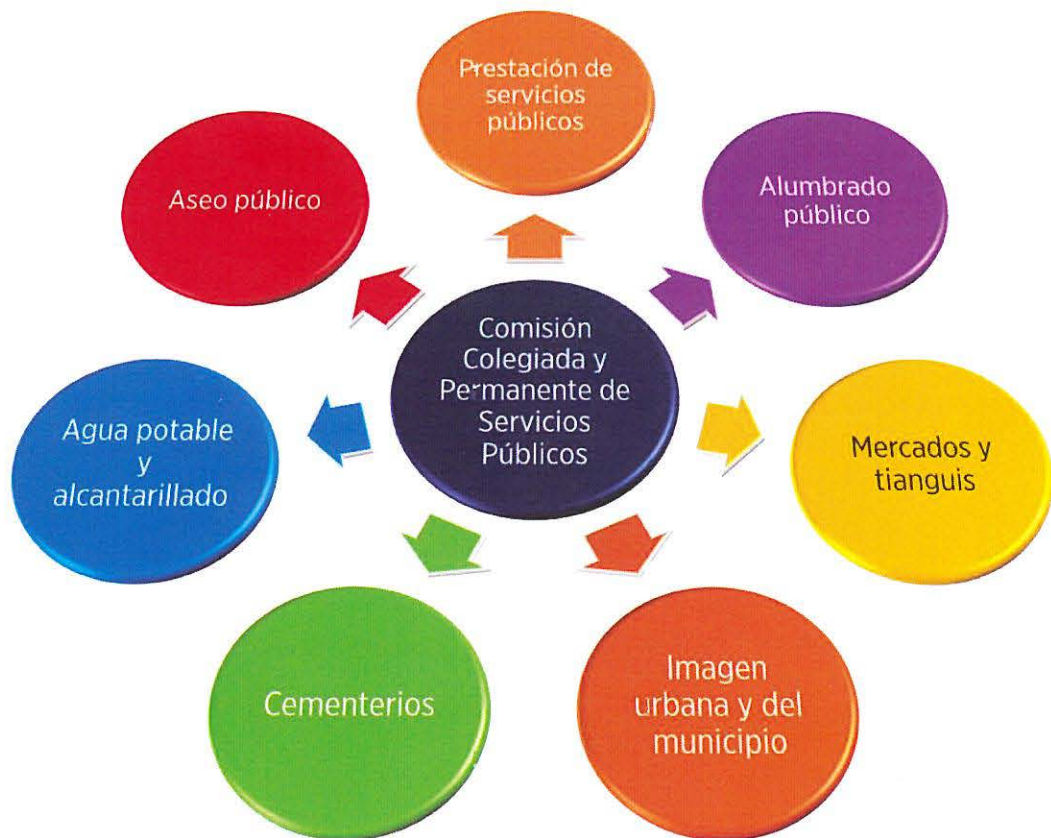 Prestación de
servicios
públicos
Aseo público
Alumbrado
público
Comisión
Colegiada y
Permanente de
Servicios
Públicos
Agua potable
y
alcantarillado
Mercados y
tianguis
Cementerios
Imagen
urbana y del
municipio